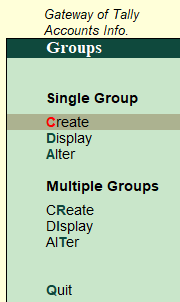 Gateway of Tally
Accounts Info.
Groups
Single Group
Create
Display
Alter
Multiple Groups
CReate
DIsplay
AlTer
Quit